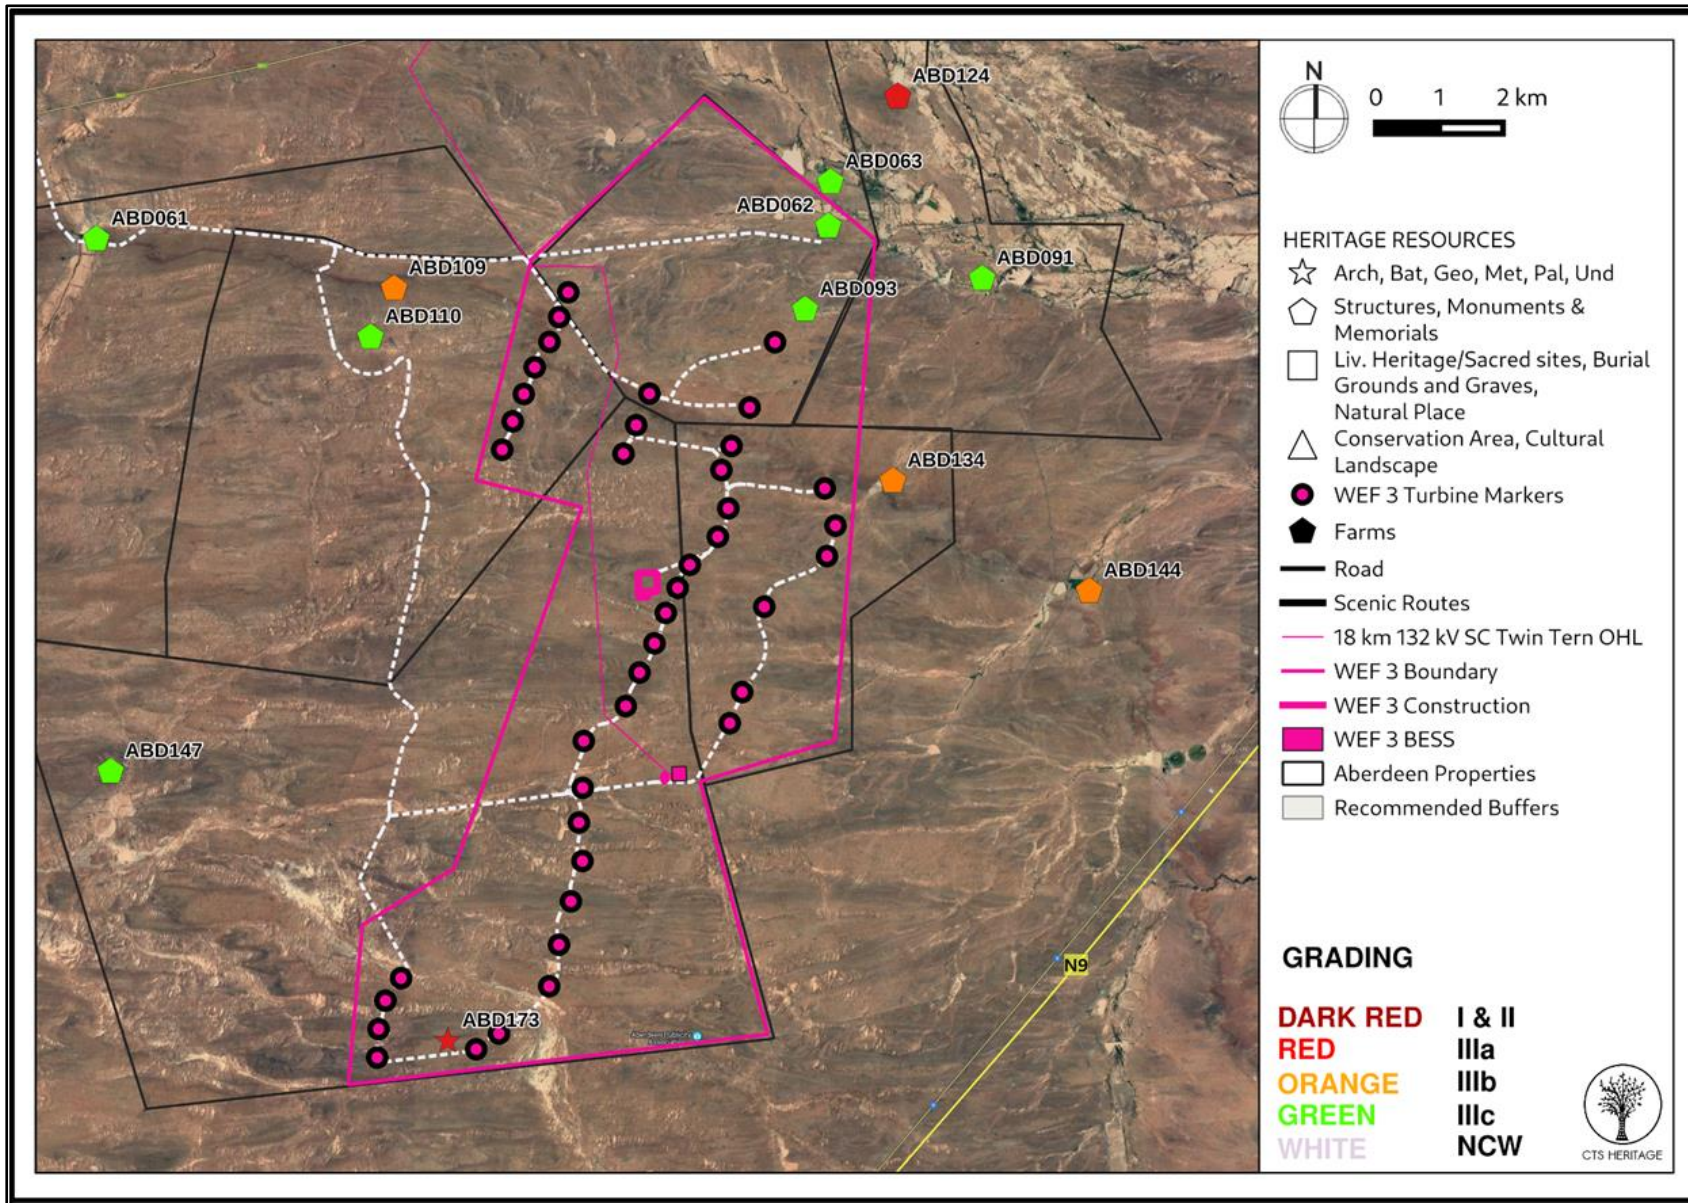 ABD124
ABD063
ABD062
ABD061
ABD109
ABD091
ABD093
ABD110
ABD134
ABD144
ABD147
N9
ABD173
N
0 1 2 km
HERITAGE RESOURCES
Arch, Bat, Geo, Met, Pal, Und
Structures, Monuments &
Memorials
Liv. Heritage/Sacred sites, Burial
Grounds and Graves,
Natural Place
Conservation Area, Cultural
Landscape
WEF 3 Turbine Markers
Farms
Road
Scenic Routes
18 km 132 kV SC Twin Tern OHL
WEF 3 Boundary
WEF 3 Construction
WEF 3 BESS
Aberdeen Properties
Recommended Buffers
GRADING
DARK RED I & II
RED IIIa
ORANGE IIIb
GREEN IIIc
WHITE NCW
CTS HERITAGE